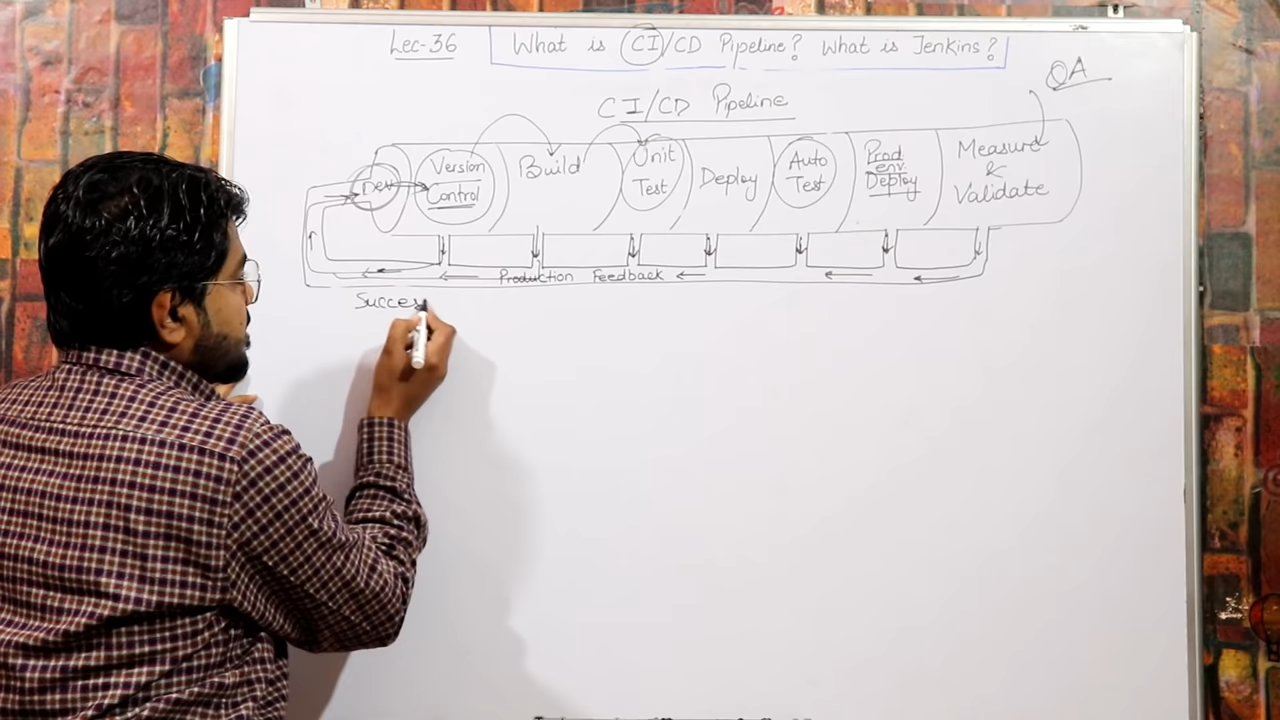 Lec-36 What is CI/CD Pipeline? What is Jenkins?
QA
CI/CD Pipeline
Dev
Version Control
Build
Unit Test
Deploy
Auto Test
Prod env Deploy
Measure & Validate
Production Feedback
Succes